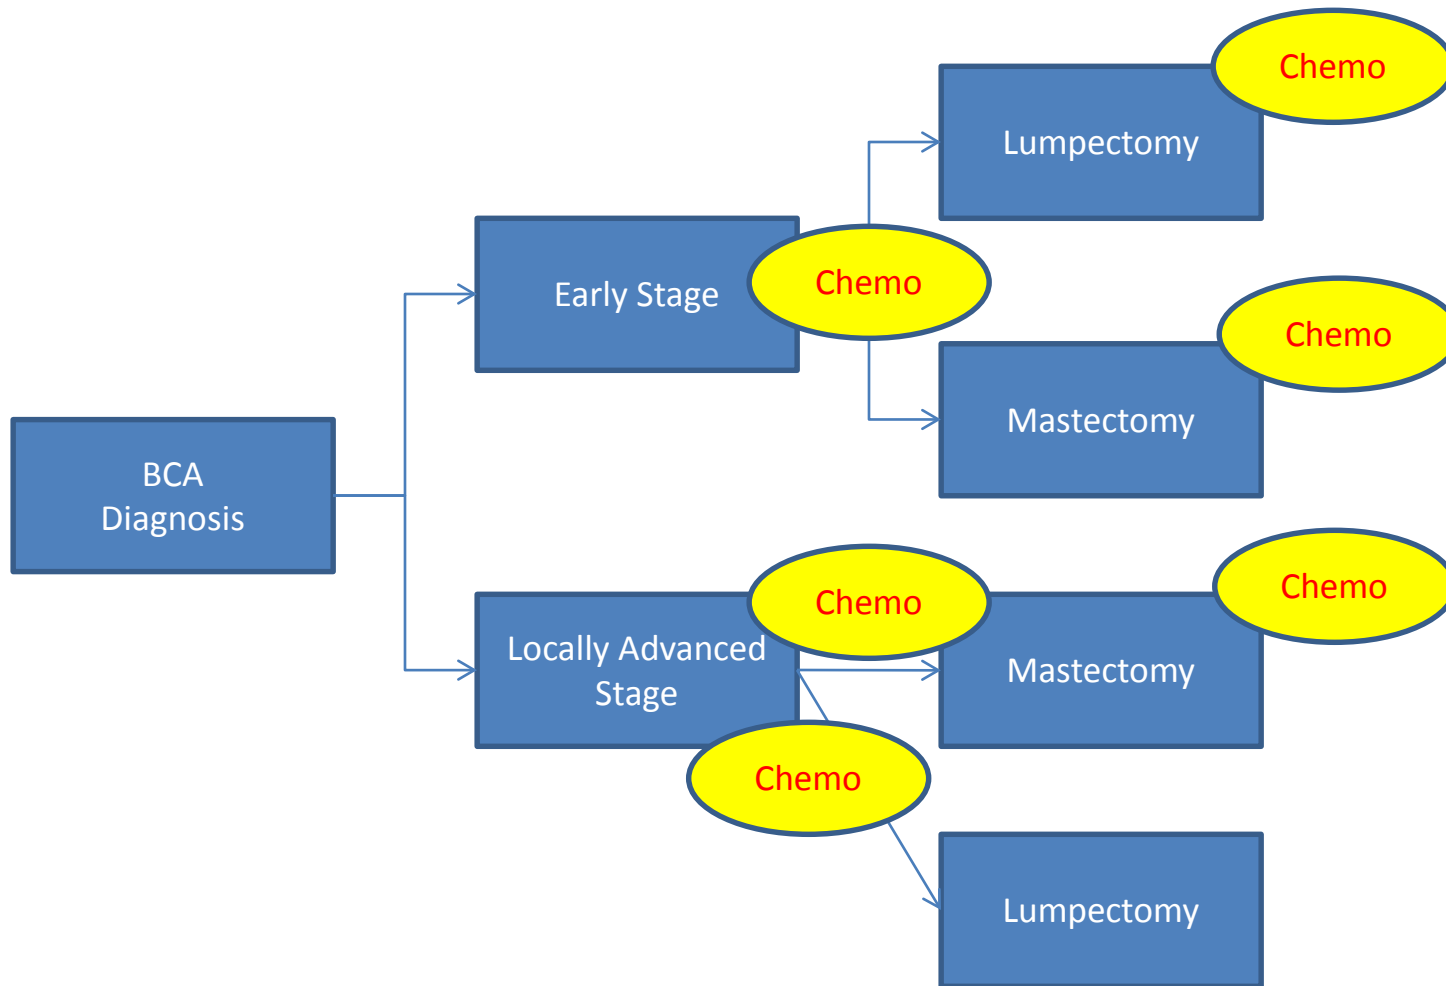 Chemo
Lumpectomy
Early Stage
Chemo
Chemo
Mastectomy
BCA
Diagnosis
Locally Advanced
Stage
Chemo
Mastectomy
Chemo
Chemo
Lumpectomy